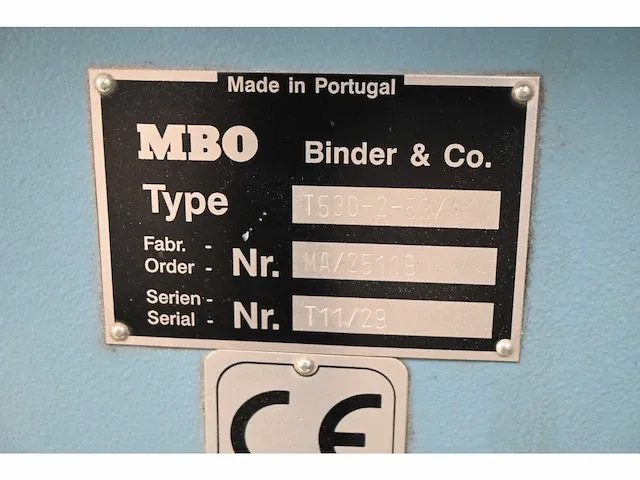 Made in Portugal
MBO Binder & Co.
Type T530-2-53/
Fabr. - Order - Nr. MA/25119
Serien - Serial - Nr. T11/29
CE